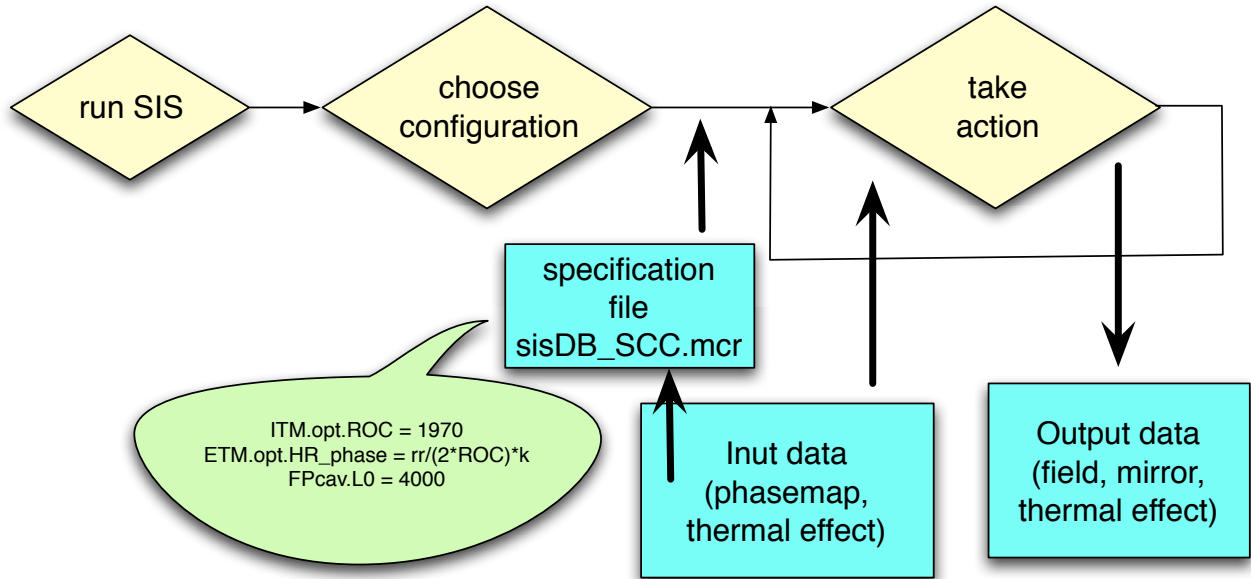 run SIS
choose
configuration
take
action
specification
file
sisDB_SCC.mcr
ITM.opt.ROC = 1970
ETM.opt.HR_phase = rr/(2*ROC)*k
FPcav.L0 = 4000
Inut data
(phasemap,
thermal effect)
Output data
(field, mirror,
thermal effect)